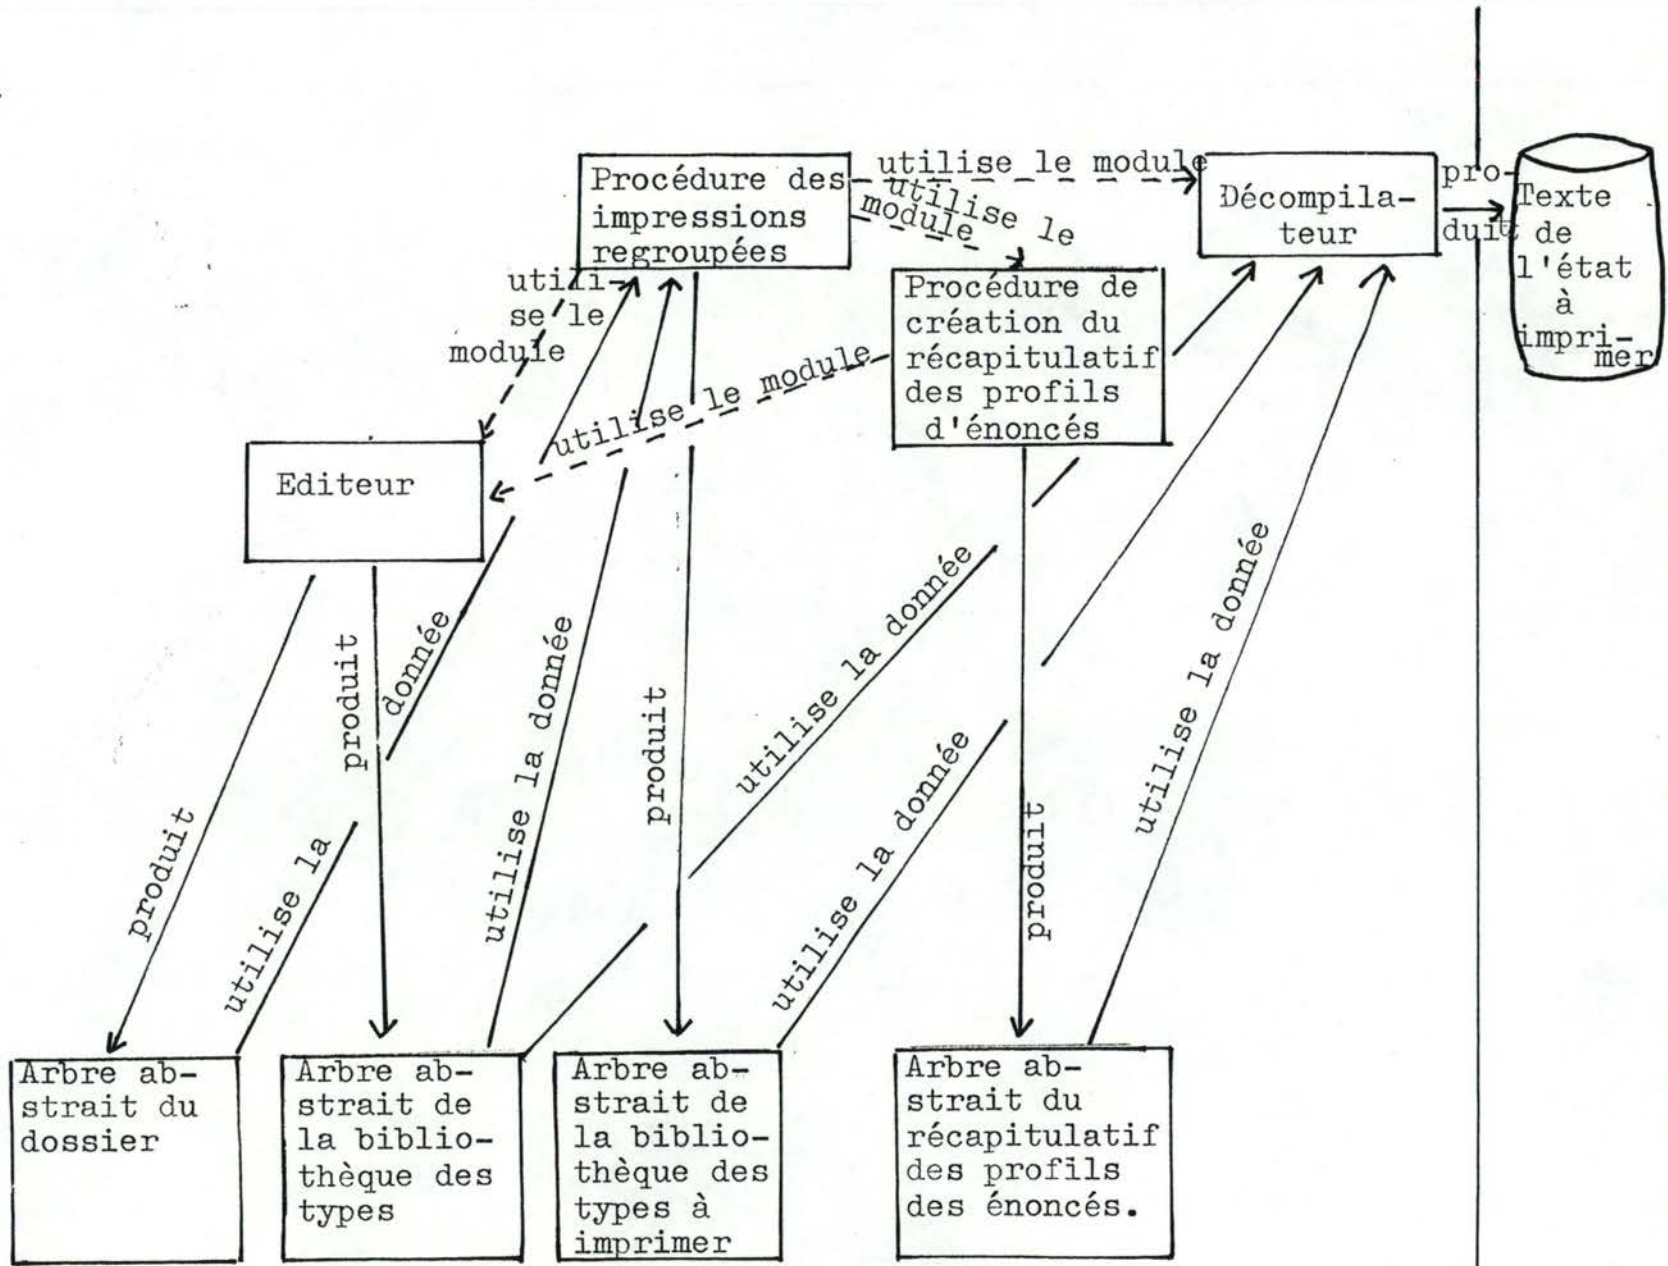 utilise le module
Procédure des
impressions
regroupées
utilise le
module
Décompila-
teur
pro-
duit
Texte
de
l'état
à
impri-
mer
utili-
se le
module
Procédure de
création du
récapitulatif
des profils
d'énoncés
utilise le module
Editeur
produit
utilise la
donnée
produit
utilise la donnée
produit
utilise la donnée
utilise la donnée
produit
utilise la donnée
Arbre ab-
strait du
dossier
Arbre ab-
strait de
la biblio-
thèque des
types
Arbre ab-
strait de
la biblio-
thèque des
types à
imprimer
Arbre ab-
strait du
récapitulatif
des profils
des énoncés.